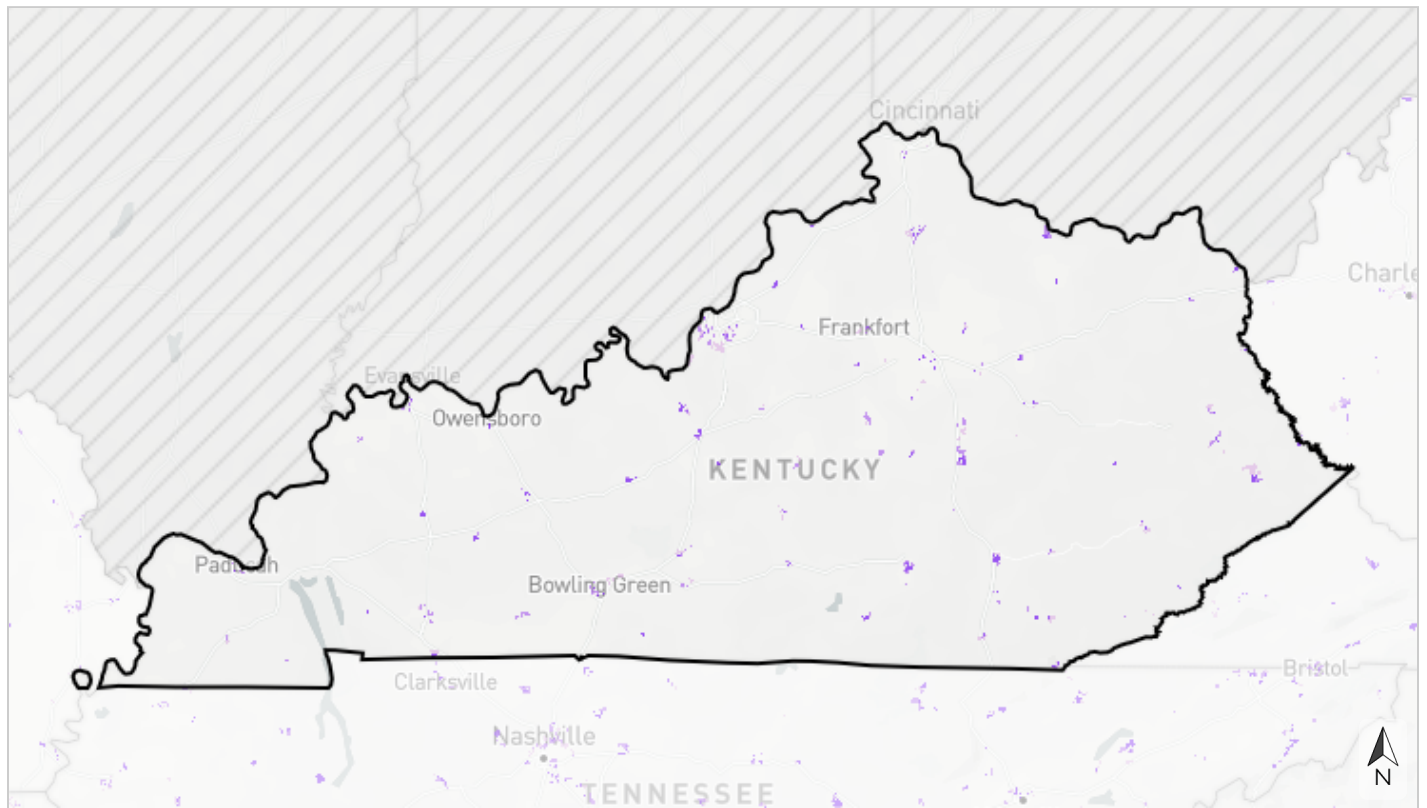 Cincinnati
Charle
Frankfort
Evansville
Owensboro
KENTUCKY
Paducah
Bowling Green
Bristol
Clarksville
Nashville
TENNESSEE
N